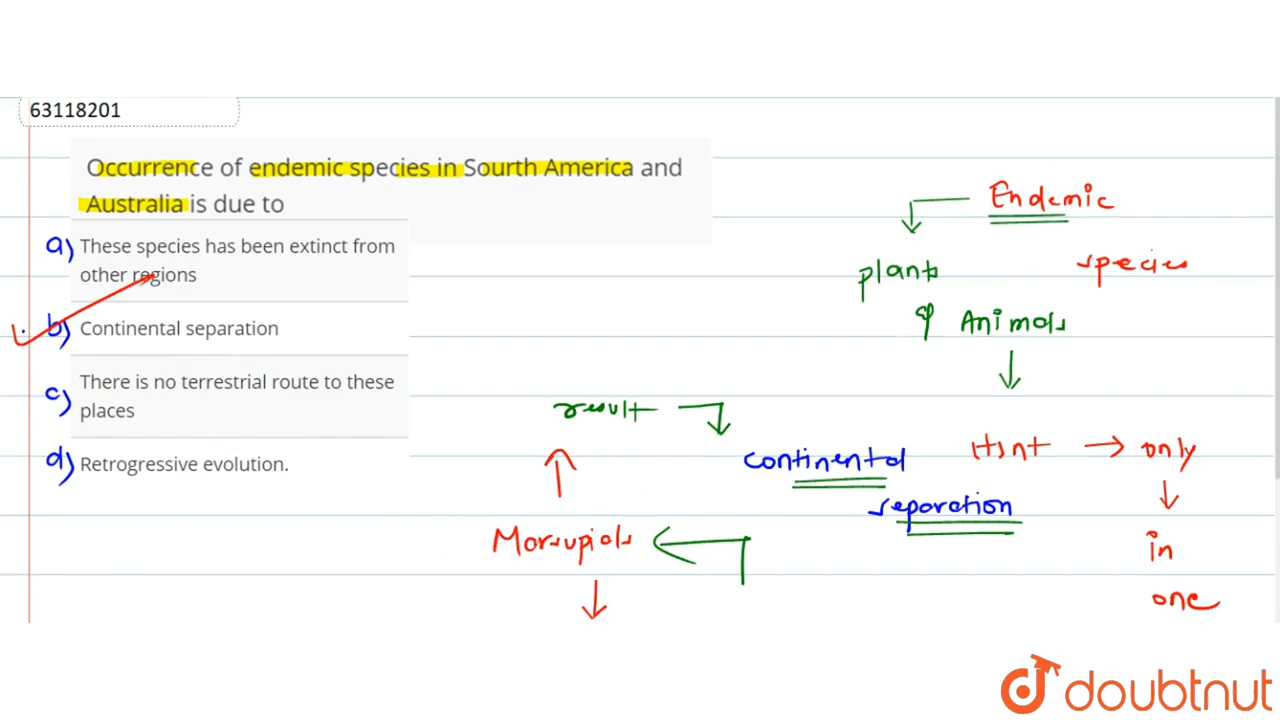 63118201
Occurrence of endemic species in Sourth America and
Australia is due to
a) These species has been extinct from
other regions
b) Continental separation
c) There is no terrestrial route to these
places
d) Retrogressive evolution.
Endemic
species
plants
& Animals
result
continental
separation
→ only
in
one
Marsupials
doubtnut